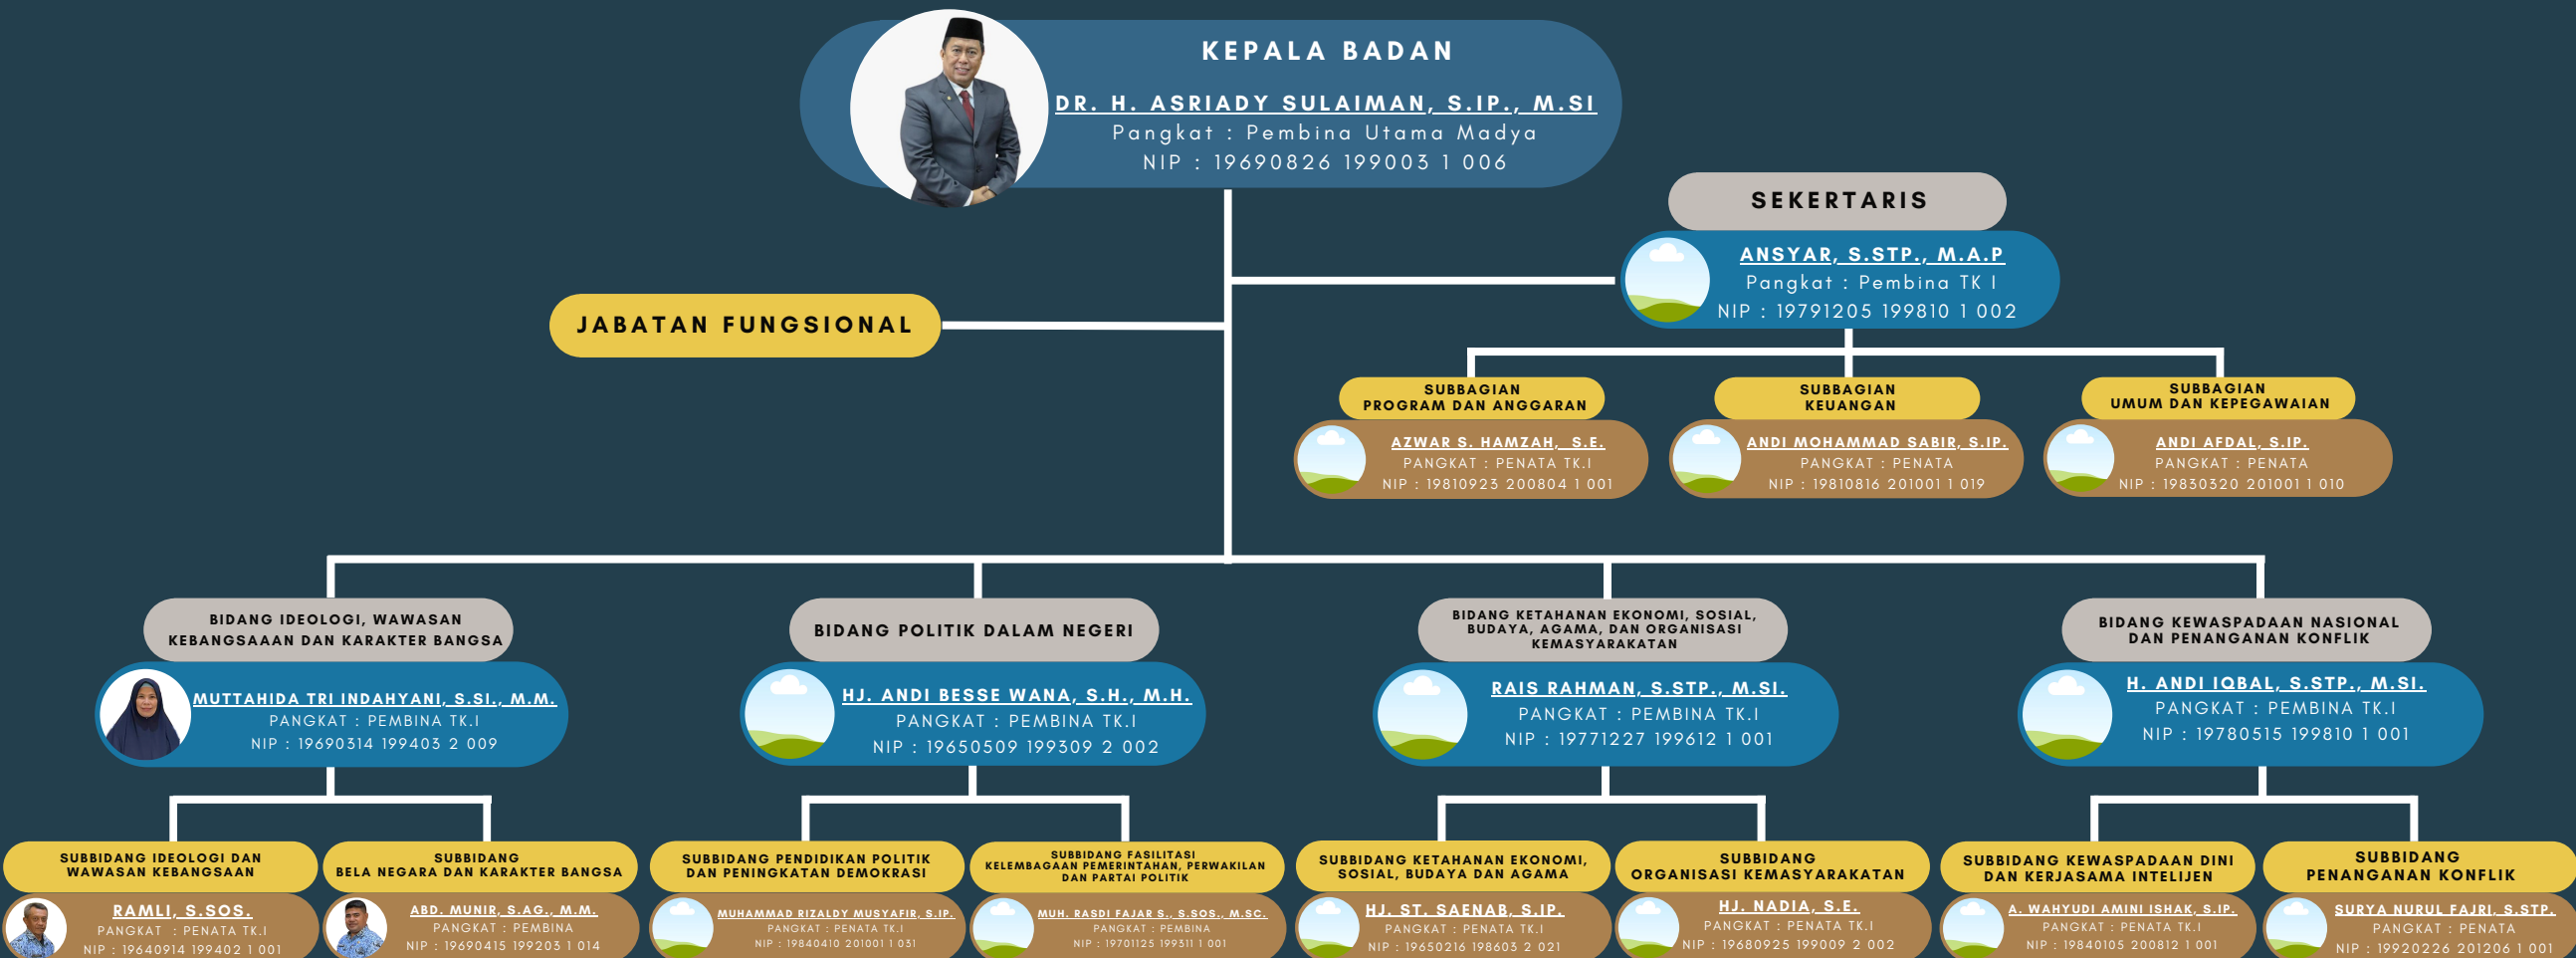 KEPALA BADAN
DR. H. ASRIADY SULAIMAN, S.IP., M.SI
Pangkat : Pembina Utama Madya
NIP : 19690826 199003 1 006
SEKERTARIS
ANSYAR, S.STP., M.A.P
Pangkat : Pembina TK I
NIP : 19791205 199810 1 002
JABATAN FUNGSIONAL
SUBBAGIAN
PROGRAM DAN ANGGARAN
AZWAR S. HAMZAH, S.E.
PANGKAT : PENATA TK.I
NIP : 19810923 200804 1 001
SUBBAGIAN
KEUANGAN
ANDI MOHAMMAD SABIR, S.IP.
PANGKAT : PENATA
NIP : 19810816 201001 1 019
SUBBAGIAN
UMUM DAN KEPEGAWAIAN
ANDI AFDAL, S.IP.
PANGKAT : PENATA
NIP : 19830320 201001 1 010
BIDANG IDEOLOGI, WAWASAN
KEBANGSAAAN DAN KARAKTER BANGSA
MUTTAHIDA TRI INDAHYANI, S.SI., M.M.
PANGKAT : PEMBINA TK.I
NIP : 19690314 199403 2 009
BIDANG POLITIK DALAM NEGERI
HJ. ANDI BESSE WANA, S.H., M.H.
PANGKAT : PEMBINA TK.I
NIP : 19650509 199309 2 002
BIDANG KETAHANAN EKONOMI, SOSIAL,
BUDAYA, AGAMA, DAN ORGANISASI
KEMASYARAKATAN
RAIS RAHMAN, S.STP., M.SI.
PANGKAT : PEMBINA TK.I
NIP : 19771227 199612 1 001
BIDANG KEWASPADAAN NASIONAL
DAN PENANGANAN KONFLIK
H. ANDI IQBAL, S.STP., M.SI.
PANGKAT : PEMBINA TK.I
NIP : 19780515 199810 1 001
SUBBIDANG IDEOLOGI DAN
WAWASAN KEBANGSAAN
RAMLI, S.SOS.
PANGKAT : PENATA TK.I
NIP : 19640914 199402 1 001
SUBBIDANG
BELA NEGARA DAN KARAKTER BANGSA
ABD. MUNIR, S.AG., M.M.
PANGKAT : PEMBINA
NIP : 19690415 199203 1 014
SUBBIDANG PENDIDIKAN POLITIK
DAN PENINGKATAN DEMOKRASI
MUHAMMAD RIZALDY MUSYAFIR, S.IP.
PANGKAT : PENATA TK.I
NIP : 19840410 201001 1 031
SUBBIDANG FASILITASI
KELEMBAGAAN PEMERINTAHAN, PERWAKILAN
DAN PARTAI POLITIK
MUH. RASDI FAJAR S., S.SOS., M.SC.
PANGKAT : PEMBINA
NIP : 19701125 199311 1 001
SUBBIDANG KETAHANAN EKONOMI,
SOSIAL, BUDAYA DAN AGAMA
HJ. ST. SAENAB, S.IP.
PANGKAT : PENATA TK.I
NIP : 19650216 198603 2 021
SUBBIDANG
ORGANISASI KEMASYARAKATAN
HJ. NADIA, S.E.
PANGKAT : PENATA TK.I
NIP : 19680925 199009 2 002
SUBBIDANG KEWASPADAAN DINI
DAN KERJASAMA INTELIJEN
A. WAHYUDI AMINI ISHAK, S.IP.
PANGKAT : PENATA TK.I
NIP : 19840105 200812 1 001
SUBBIDANG
PENANGANAN KONFLIK
SURYA NURUL FAJRI, S.STP.
PANGKAT : PENATA
NIP : 19920226 201206 1 001